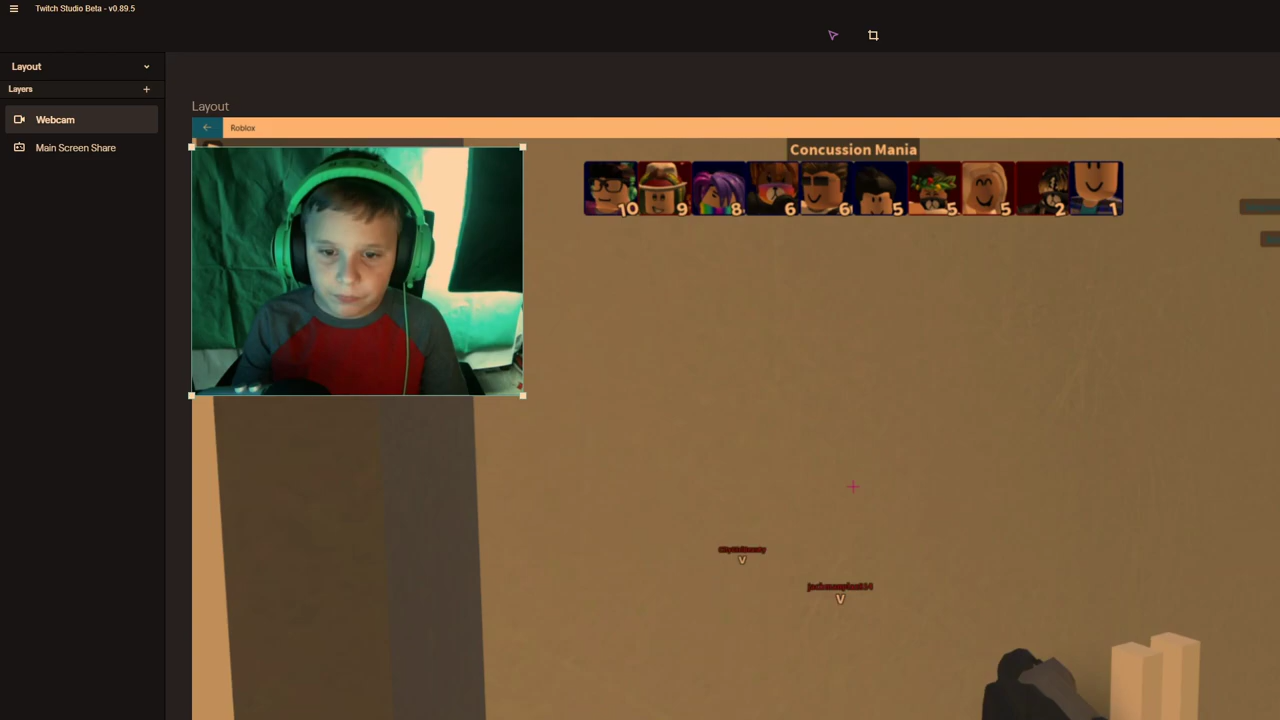 Twitch Studio Beta - v0.89.5
Layout
Layers
Webcam
Main Screen Share
Layout
Roblox
Concussion Mania
10 9 8 6 6 5 5 5 2 1
V
V